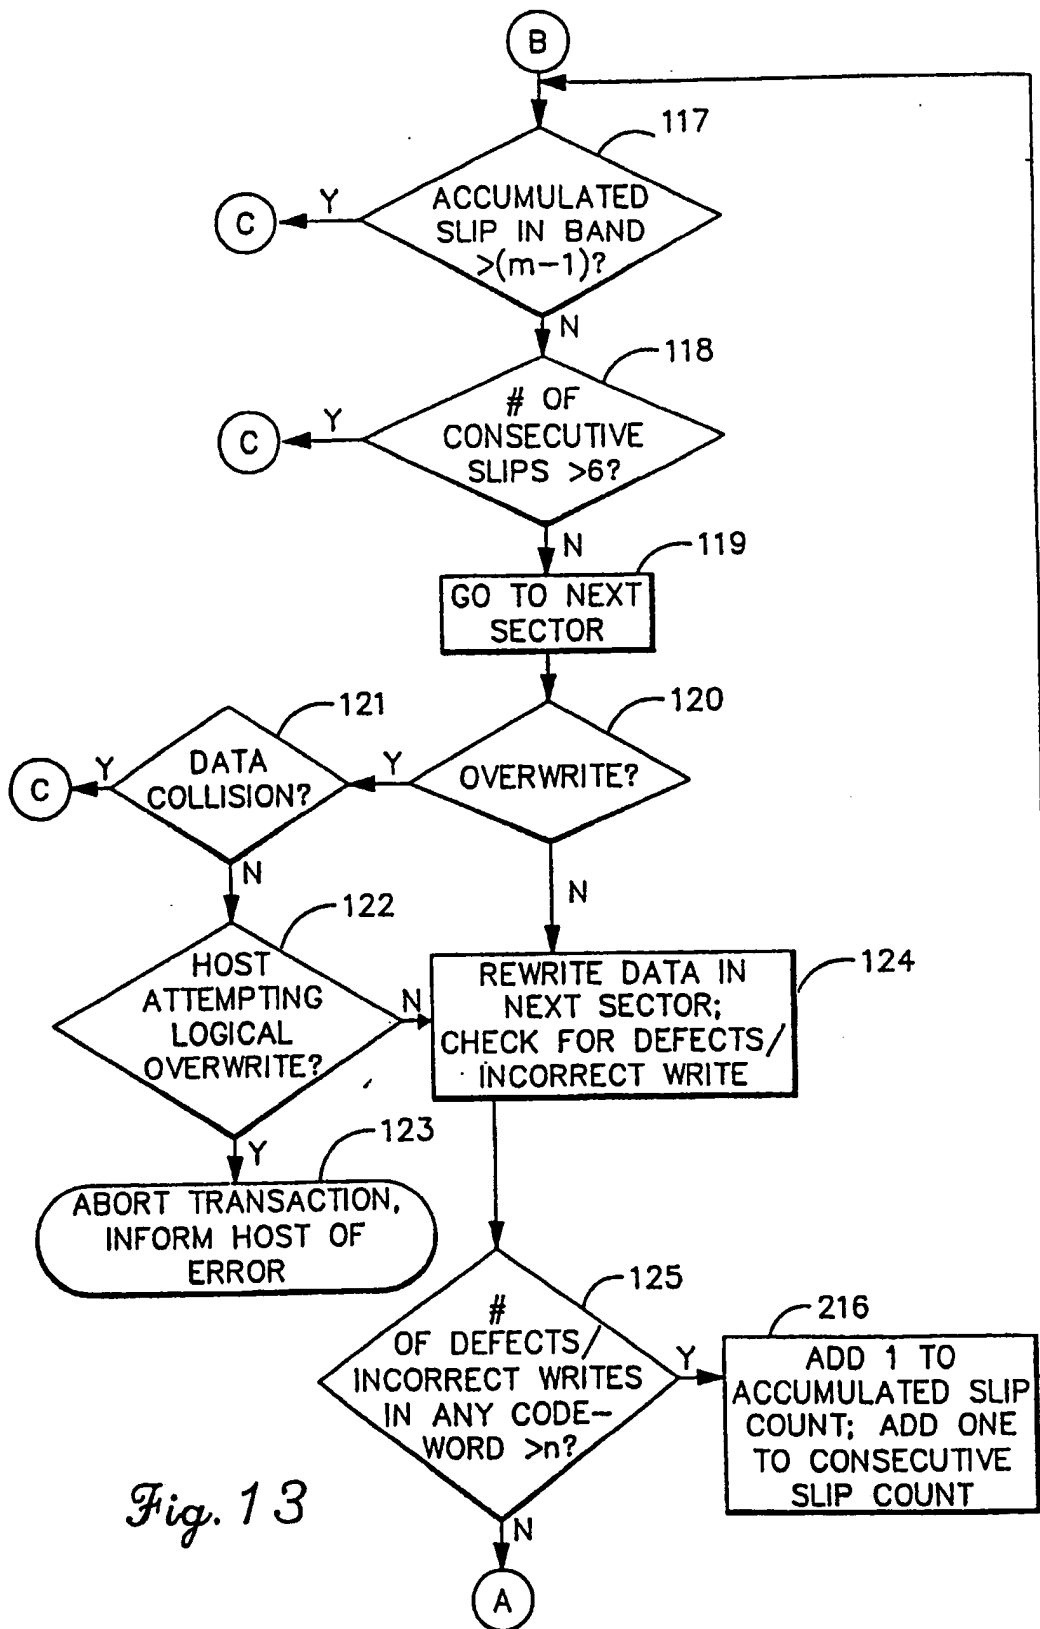 B
117
ACCUMULATED
SLIP IN BAND
>(m-1)?
Y
C
N
118
# OF
CONSECUTIVE
SLIPS >6?
Y
C
N
119
GO TO NEXT
SECTOR
120
OVERWRITE?
Y
121
DATA
COLLISION?
Y
C
N
N
122
HOST
ATTEMPTING
LOGICAL
OVERWRITE?
N
124
REWRITE DATA IN
NEXT SECTOR;
CHECK FOR DEFECTS/
INCORRECT WRITE
Y
123
ABORT TRANSACTION,
INFORM HOST OF
ERROR
125
#
OF DEFECTS/
INCORRECT WRITES
IN ANY CODE-
WORD >n?
Y
216
ADD 1 TO
ACCUMULATED SLIP
COUNT; ADD ONE
TO CONSECUTIVE
SLIP COUNT
N
A
Fig. 13